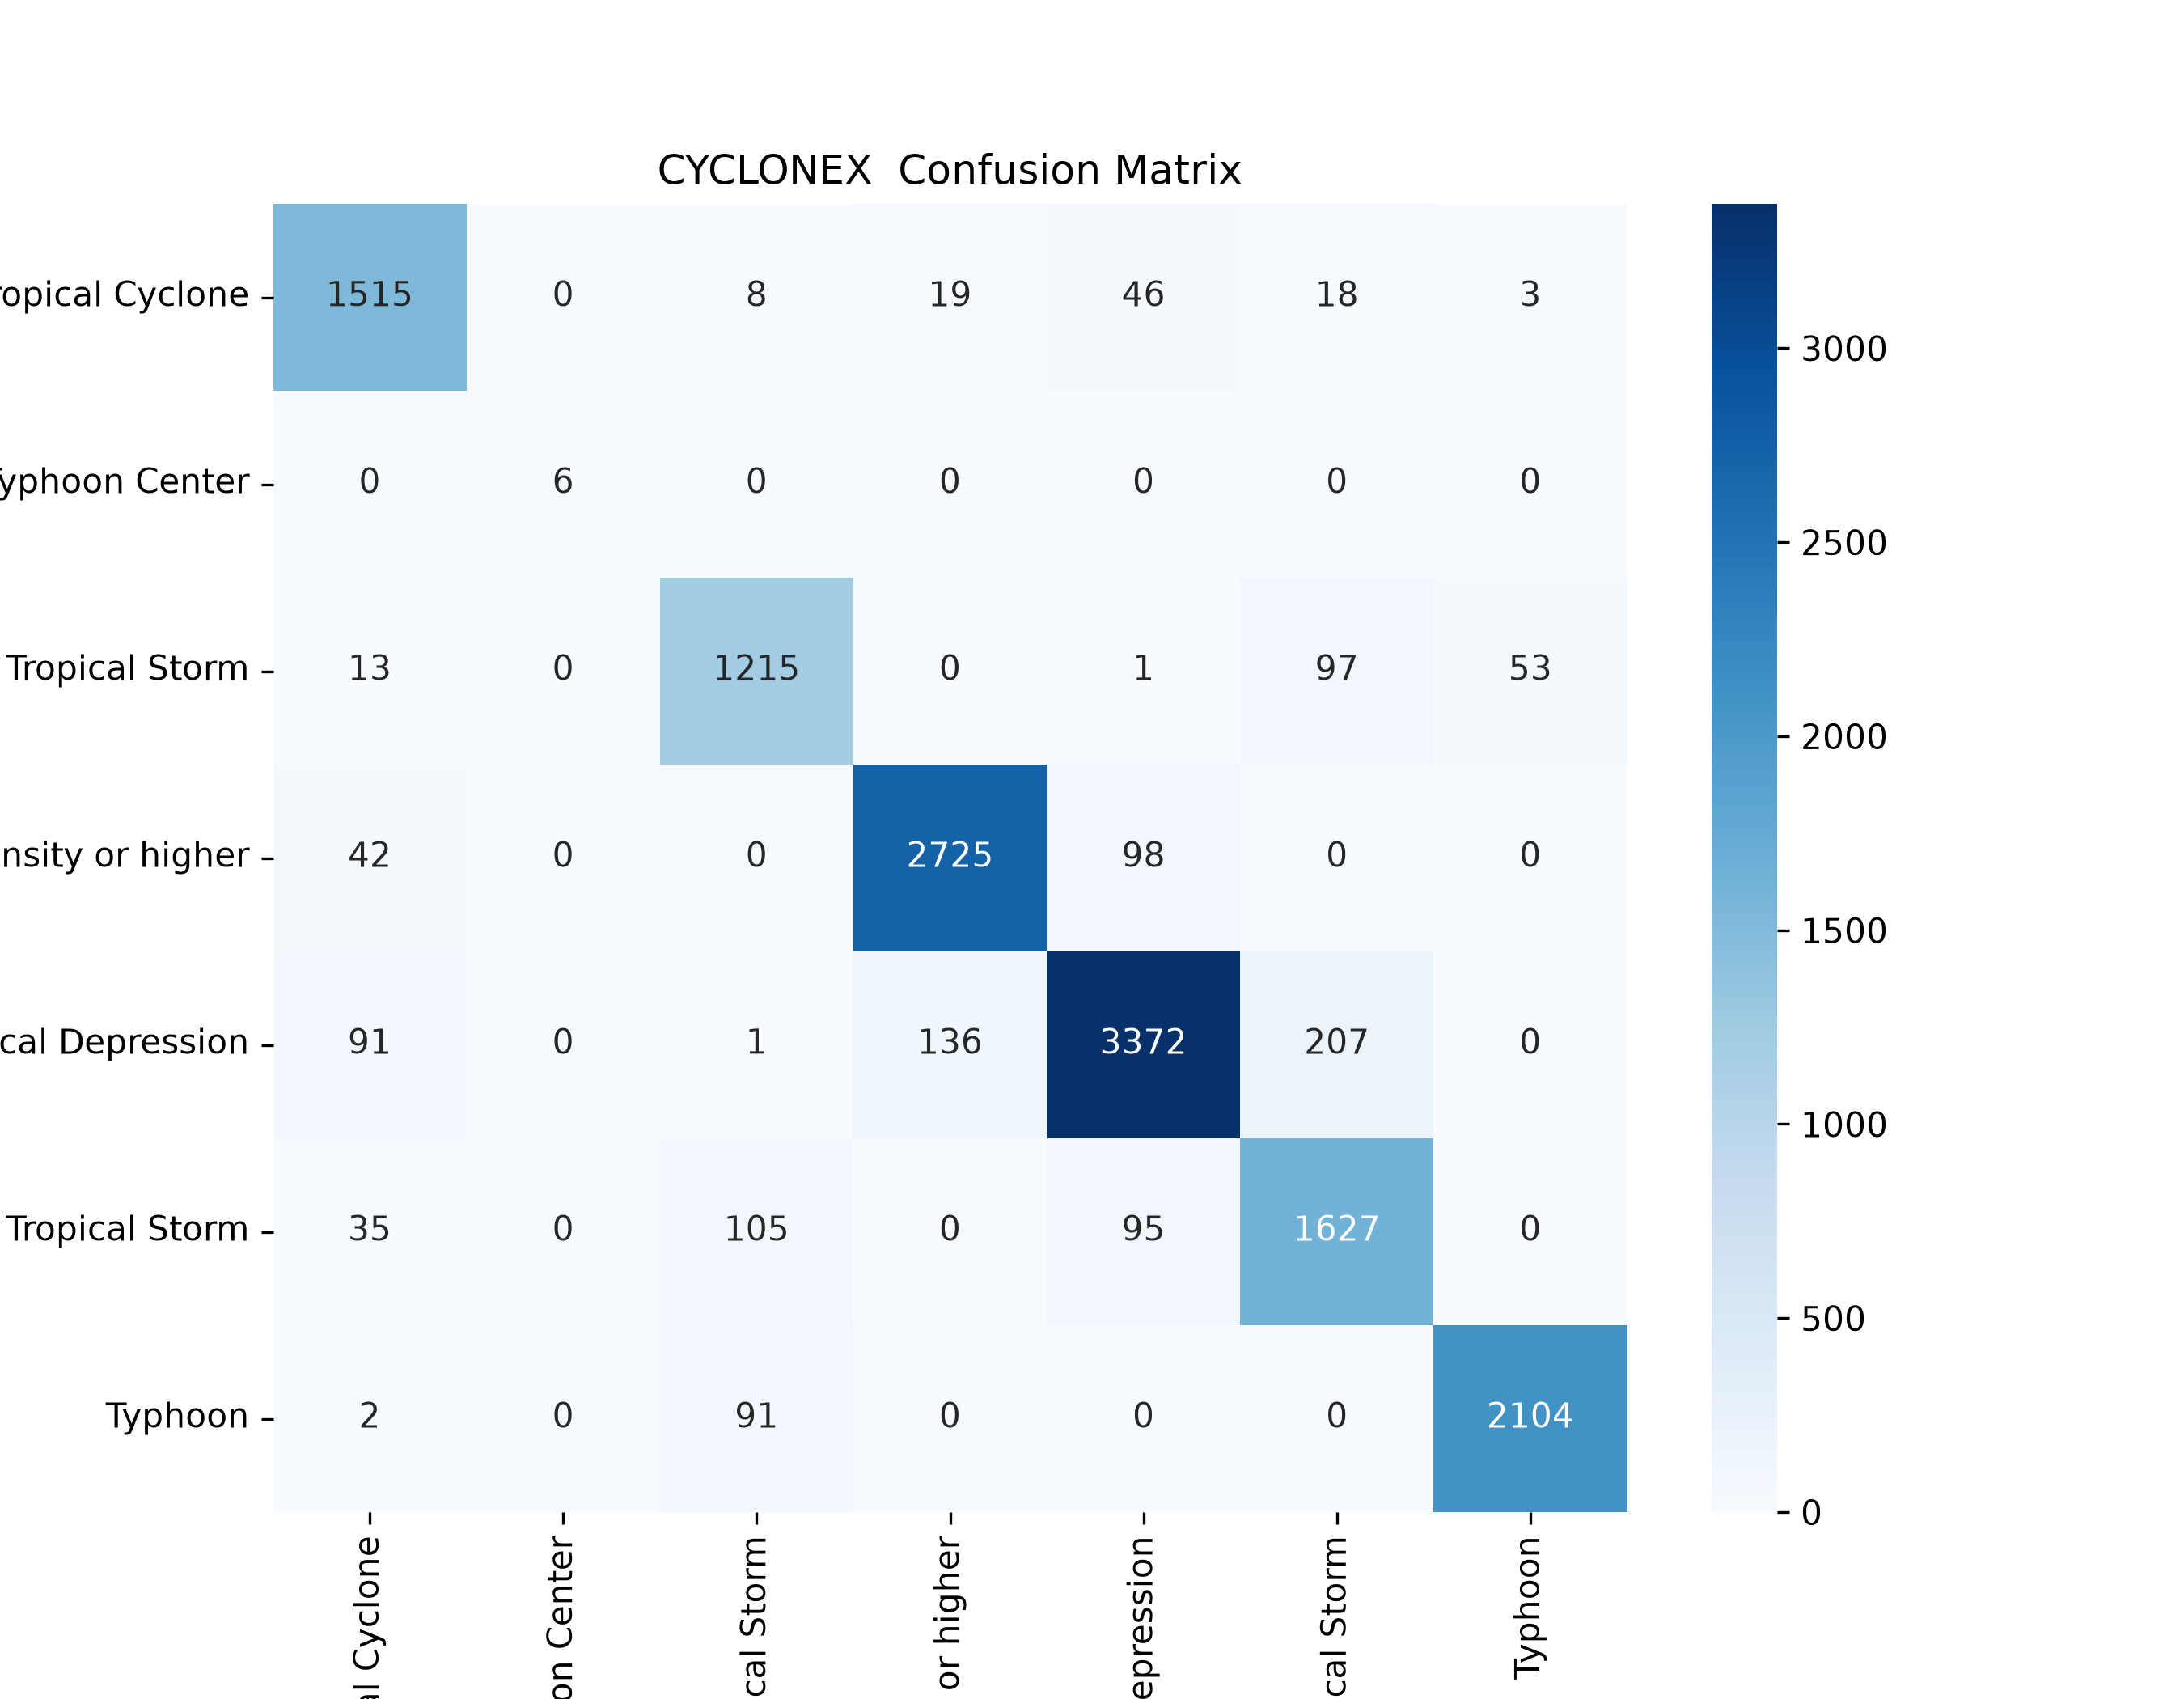 CYCLONEX  Confusion Matrix
opical Cyclone 1515 0 8 19 46 18 3
yphoon Center 0 6 0 0 0 0 0
Tropical Storm 13 0 1215 0 1 97 53
nsity or higher 42 0 0 2725 98 0 0
cal Depression 91 0 1 136 3372 207 0
Tropical Storm 35 0 105 0 95 1627 0
Typhoon 2 0 91 0 0 0 2104
al Cyclone
on Center
cal Storm
or higher
epression
cal Storm
Typhoon
3000
2500
2000
1500
1000
500
0